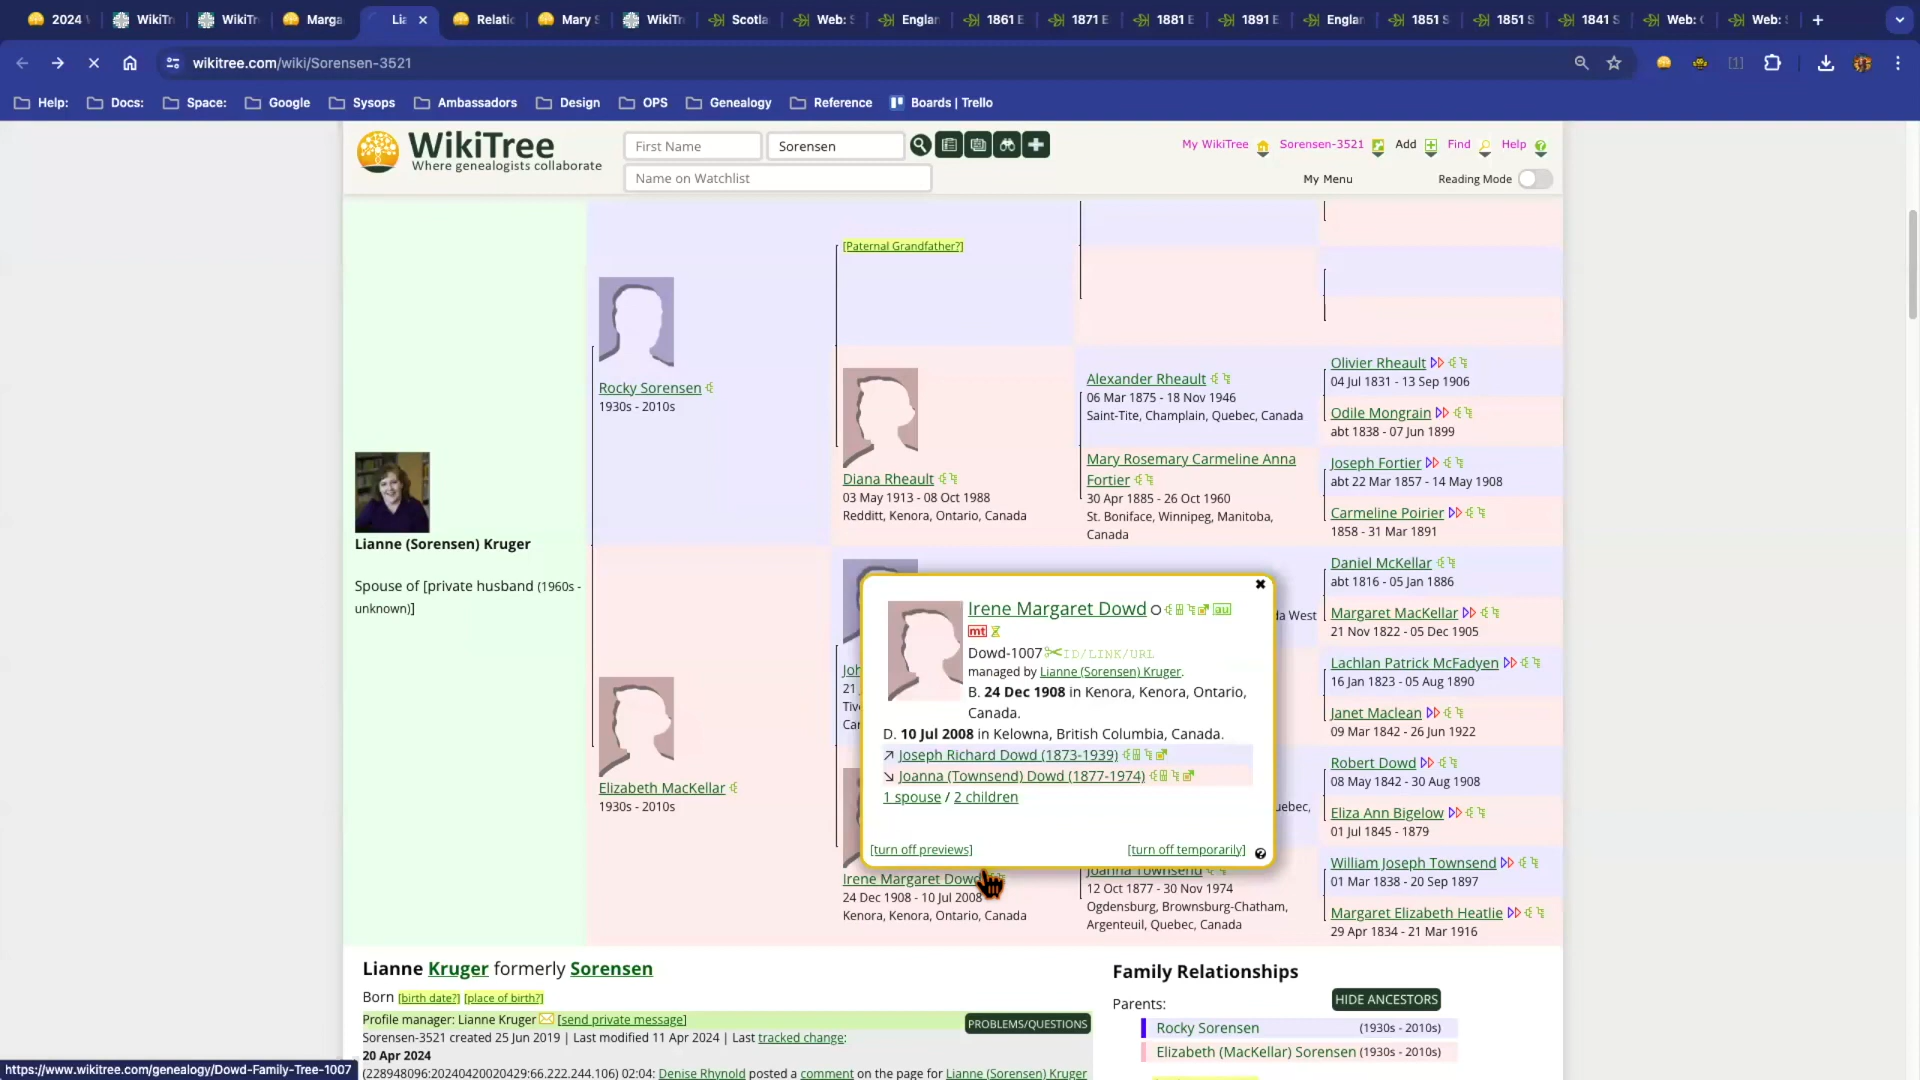 2024
WikiTr
WikiTr
Marga
Lia
Relatio
Mary S
WikiTr
Scotla
Web: S
Englan
1861 E
1871 E
1881 E
1891 E
Englan
1851 S
1851 S
1841 S
Web: 
Web: 
wikitree.com/wiki/Sorensen-3521
Help: Docs: Space: Google Sysops Ambassadors Design OPS Genealogy Reference Boards | Trello
WikiTree
Where genealogists collaborate
First Name
Sorensen
Name on Watchlist
My WikiTree Sorensen-3521 Add Find Help
My Menu
Reading Mode
[Paternal Grandfather?]
Rocky Sorensen
1930s - 2010s
Diana Rheault
03 May 1913 - 08 Oct 1988
Redditt, Kenora, Ontario, Canada
Alexander Rheault
06 Mar 1875 - 18 Nov 1946
Saint-Tite, Champlain, Quebec, Canada
Mary Rosemary Carmeline Anna
Fortier
30 Apr 1885 - 26 Oct 1960
St. Boniface, Winnipeg, Manitoba,
Canada
Olivier Rheault
04 Jul 1831 - 13 Sep 1906
Odile Mongrain
abt 1838 - 07 Jun 1899
Joseph Fortier
abt 22 Mar 1857 - 14 May 1908
Carmeline Poirier
1858 - 31 Mar 1891
Daniel McKellar
abt 1816 - 05 Jan 1886
Margaret MacKellar
21 Nov 1822 - 05 Dec 1905
Lachlan Patrick McFadyen
16 Jan 1823 - 05 Aug 1890
Janet Maclean
09 Mar 1842 - 26 Jun 1922
Robert Dowd
08 May 1842 - 30 Aug 1908
Eliza Ann Bigelow
01 Jul 1845 - 1879
William Joseph Townsend
01 Mar 1838 - 20 Sep 1897
Margaret Elizabeth Heatlie
29 Apr 1834 - 21 Mar 1916
Lianne (Sorensen) Kruger
Spouse of [private husband (1960s -
unknown)]
Elizabeth MacKellar
1930s - 2010s
Joh
21
Tive
Car
da West
uebec,
Irene Margaret Dowd
au
mt
Dowd-1007 ID/LINK/URL
managed by Lianne (Sorensen) Kruger.
B. 24 Dec 1908 in Kenora, Kenora, Ontario,
Canada.
D. 10 Jul 2008 in Kelowna, British Columbia, Canada.
↗ Joseph Richard Dowd (1873-1939)
↘ Joanna (Townsend) Dowd (1877-1974)
1 spouse / 2 children
[turn off previews]
[turn off temporarily]
Irene Margaret Dowd
24 Dec 1908 - 10 Jul 2008
Kenora, Kenora, Ontario, Canada
Joanna Townsend
12 Oct 1877 - 30 Nov 1974
Ogdensburg, Brownsburg-Chatham,
Argenteuil, Quebec, Canada
Lianne Kruger formerly Sorensen
Born [birth date?] [place of birth?]
Profile manager: Lianne Kruger [send private message]
PROBLEMS/QUESTIONS
Sorensen-3521 created 25 Jun 2019 | Last modified 11 Apr 2024 | Last tracked change:
20 Apr 2024
(228948096:20240420020429:66.222.244.106) 02:04: Denise Rhynold posted a comment on the page for Lianne (Sorensen) Kruger
Family Relationships
Parents:
HIDE ANCESTORS
Rocky Sorensen (1930s - 2010s)
Elizabeth (MacKellar) Sorensen (1930s - 2010s)
https://www.wikitree.com/genealogy/Dowd-Family-Tree-1007